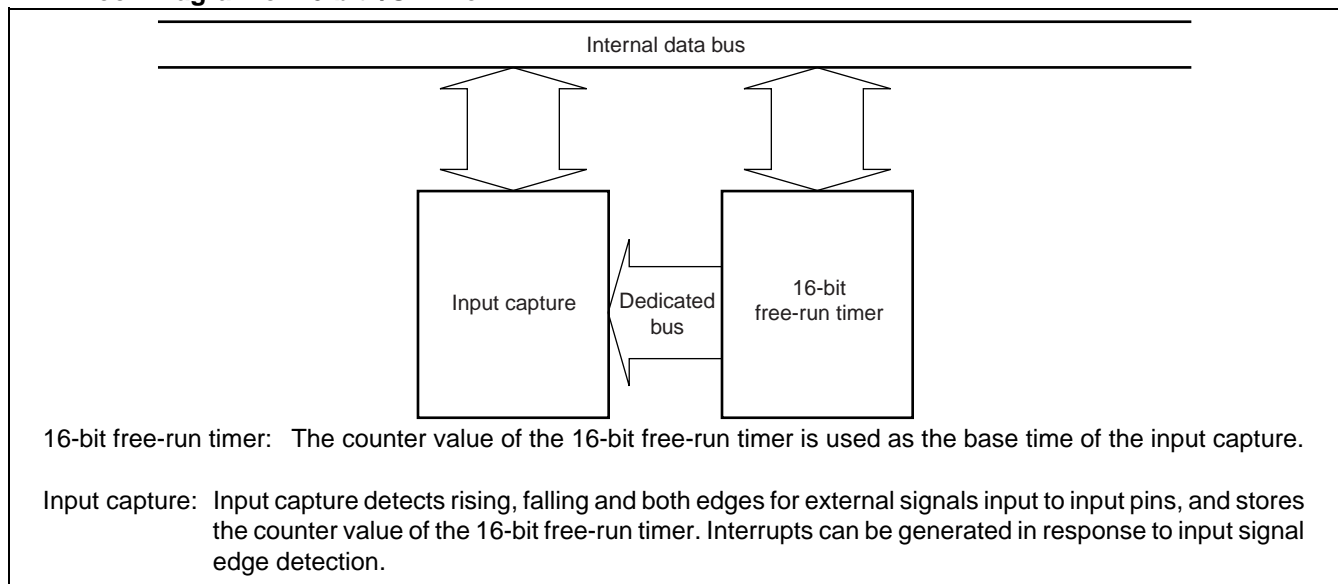 Internal data bus
Input capture
Dedicated
bus
16-bit
free-run timer
16-bit free-run timer: The counter value of the 16-bit free-run timer is used as the base time of the input capture.
Input capture: Input capture detects rising, falling and both edges for external signals input to input pins, and stores
the counter value of the 16-bit free-run timer. Interrupts can be generated in response to input signal
edge detection.